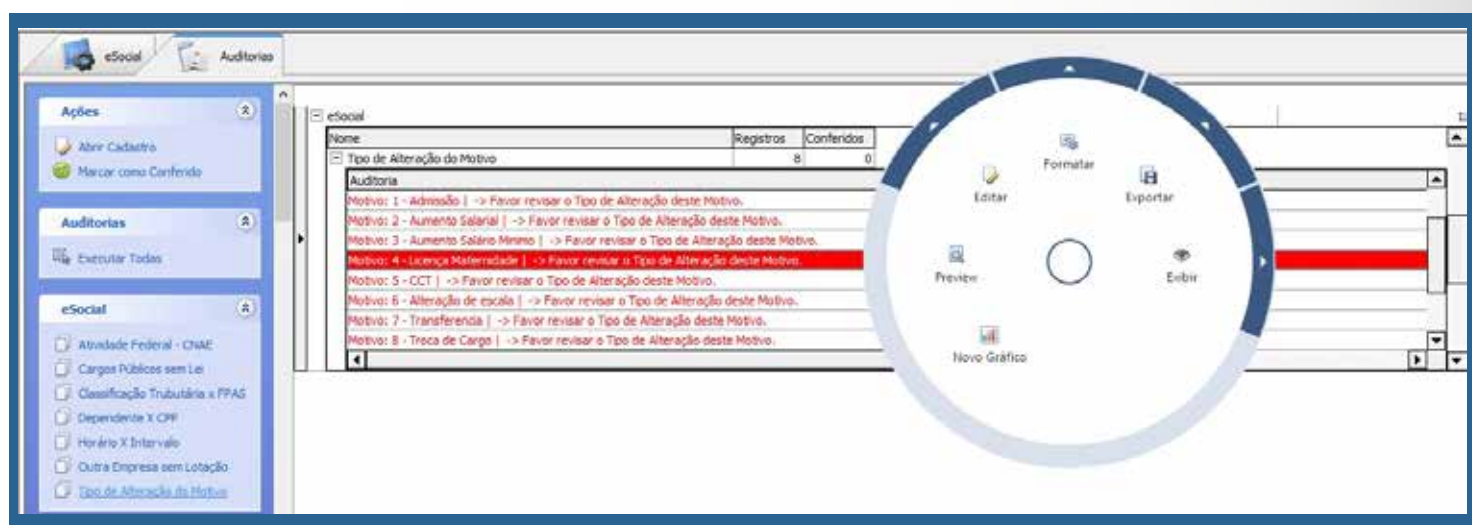 eSocial
Auditorias
Ações
Abrir Cadastro
Marcar como Conferido
Auditorias
Executar Todas
eSocial
Atividade Federal - CNAE
Cargos Públicos sem Lei
Classificação Trubutária x FPAS
Dependente X CPF
Horário X Intervalo
Outra Empresa sem Lotação
Tipo de Alteração do Motivo
eSocial
Nome Registros Conferidos
Tipo de Alteração do Motivo 8 0
Auditoria
Motivo: 1 - Admissão | -> Favor revisar o Tipo de Alteração deste Motivo.
Motivo: 2 - Aumento Salarial | -> Favor revisar o Tipo de Alteração deste Motivo.
Motivo: 3 - Aumento Salário Minimo | -> Favor revisar o Tipo de Alteração deste Motivo.
Motivo: 4 - Licença Maternidade | -> Favor revisar o Tipo de Alteração deste Motivo.
Motivo: 5 - CCT | -> Favor revisar o Tipo de Alteração deste Motivo.
Motivo: 6 - Alteração de escala | -> Favor revisar o Tipo de Alteração deste Motivo.
Motivo: 7 - Transferencia | -> Favor revisar o Tipo de Alteração deste Motivo.
Motivo: 8 - Troca de Cargo | -> Favor revisar o Tipo de Alteração deste Motivo.
Formatar
Editar
Exportar
Preview
Exibir
Novo Gráfico